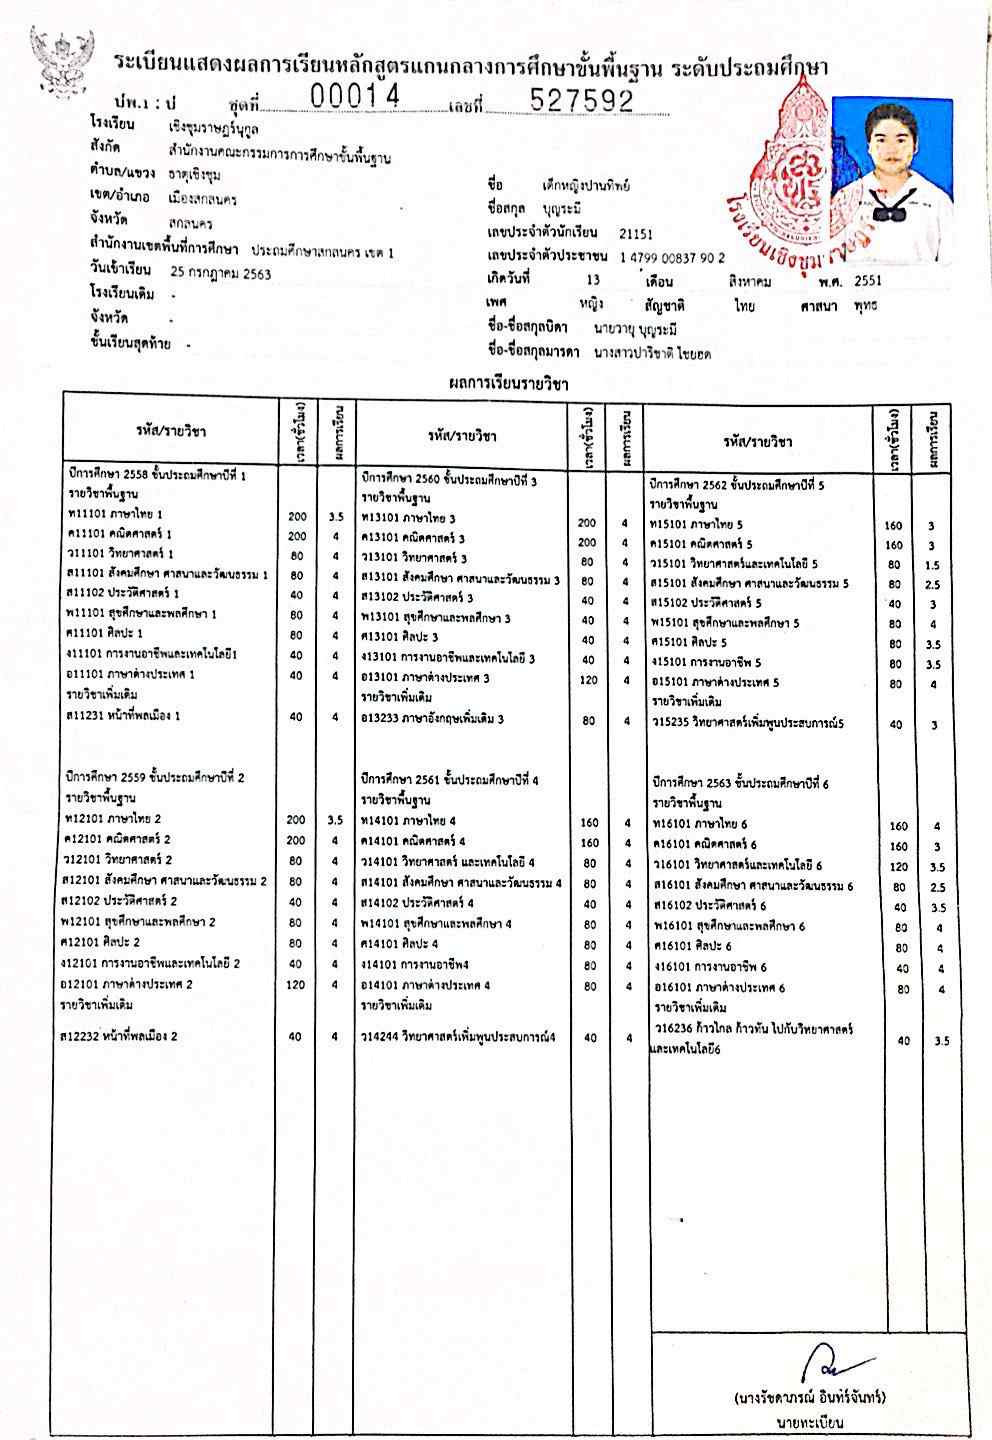 ระเบียนแสดงผลการเรียนหลักสูตรแกนกลางการศึกษาขั้นพื้นฐาน ระดับประถมศึกษา
ปพ.1 : ป ชุดที่ 00014 เลขที่ 527592
โรงเรียน เชิงชุมราษฎร์นุกูล
สังกัด สำนักงานคณะกรรมการการศึกษาขั้นพื้นฐาน
ตำบล/แขวง ธาตุเชิงชุม
เขต/อำเภอ เมืองสกลนคร
จังหวัด สกลนคร
สำนักงานเขตพื้นที่การศึกษา ประถมศึกษาสกลนคร เขต 1
วันเข้าเรียน 25 กรกฎาคม 2563
โรงเรียนเดิม -
จังหวัด -
ชั้นเรียนสุดท้าย -
ชื่อ เด็กหญิงปานทิพย์
ชื่อสกุล บุญระมี
เลขประจำตัวนักเรียน 21151
เลขประจำตัวประชาชน 1 4799 00837 90 2
เกิดวันที่ 13 เดือน สิงหาคม พ.ศ. 2551
เพศ หญิง สัญชาติ ไทย ศาสนา พุทธ
ชื่อ-ชื่อสกุลบิดา นายวายุ บุญระมี
ชื่อ-ชื่อสกุลมารดา นางสาวปาริชาติ ไชยฮด
โรงเรียนเชิงชุม
ผลการเรียนรายวิชา
รหัส/รายวิชา เวลา(ชั่วโมง) ผลการเรียน
ปีการศึกษา 2558 ชั้นประถมศึกษาปีที่ 1
รายวิชาพื้นฐาน
ท11101 ภาษาไทย 1 200 3.5
ค11101 คณิตศาสตร์ 1 200 4
ว11101 วิทยาศาสตร์ 1 80 4
ส11101 สังคมศึกษา ศาสนาและวัฒนธรรม 1 80 4
ส11102 ประวัติศาสตร์ 1 40 4
พ11101 สุขศึกษาและพลศึกษา 1 80 4
ศ11101 ศิลปะ 1 80 4
ง11101 การงานอาชีพและเทคโนโลยี1 40 4
อ11101 ภาษาต่างประเทศ 1 40 4
รายวิชาเพิ่มเติม
ส11231 หน้าที่พลเมือง 1 40 4
ปีการศึกษา 2559 ชั้นประถมศึกษาปีที่ 2
รายวิชาพื้นฐาน
ท12101 ภาษาไทย 2 200 3.5
ค12101 คณิตศาสตร์ 2 200 4
ว12101 วิทยาศาสตร์ 2 80 4
ส12101 สังคมศึกษา ศาสนาและวัฒนธรรม 2 80 4
ส12102 ประวัติศาสตร์ 2 40 4
พ12101 สุขศึกษาและพลศึกษา 2 80 4
ศ12101 ศิลปะ 2 80 4
ง12101 การงานอาชีพและเทคโนโลยี 2 40 4
อ12101 ภาษาต่างประเทศ 2 120 4
รายวิชาเพิ่มเติม
ส12232 หน้าที่พลเมือง 2 40 4
รหัส/รายวิชา เวลา(ชั่วโมง) ผลการเรียน
ปีการศึกษา 2560 ชั้นประถมศึกษาปีที่ 3
รายวิชาพื้นฐาน
ท13101 ภาษาไทย 3 200 4
ค13101 คณิตศาสตร์ 3 200 4
ว13101 วิทยาศาสตร์ 3 80 4
ส13101 สังคมศึกษา ศาสนาและวัฒนธรรม 3 80 4
ส13102 ประวัติศาสตร์ 3 40 4
พ13101 สุขศึกษาและพลศึกษา 3 40 4
ศ13101 ศิลปะ 3 40 4
ง13101 การงานอาชีพและเทคโนโลยี 3 40 4
อ13101 ภาษาต่างประเทศ 3 120 4
รายวิชาเพิ่มเติม
อ13233 ภาษาอังกฤษเพิ่มเติม 3 80 4
ปีการศึกษา 2561 ชั้นประถมศึกษาปีที่ 4
รายวิชาพื้นฐาน
ท14101 ภาษาไทย 4 160 4
ค14101 คณิตศาสตร์ 4 160 4
ว14101 วิทยาศาสตร์ และเทคโนโลยี 4 80 4
ส14101 สังคมศึกษา ศาสนาและวัฒนธรรม 4 80 4
ส14102 ประวัติศาสตร์ 4 40 4
พ14101 สุขศึกษาและพลศึกษา 4 80 4
ศ14101 ศิลปะ 4 80 4
ง14101 การงานอาชีพ4 80 4
อ14101 ภาษาต่างประเทศ 4 80 4
รายวิชาเพิ่มเติม
ว14244 วิทยาศาสตร์เพิ่มพูนประสบการณ์4 40 4
รหัส/รายวิชา เวลา(ชั่วโมง) ผลการเรียน
ปีการศึกษา 2562 ชั้นประถมศึกษาปีที่ 5
รายวิชาพื้นฐาน
ท15101 ภาษาไทย 5 160 3
ค15101 คณิตศาสตร์ 5 160 3
ว15101 วิทยาศาสตร์และเทคโนโลยี 5 80 1.5
ส15101 สังคมศึกษา ศาสนาและวัฒนธรรม 5 80 2.5
ส15102 ประวัติศาสตร์ 5 40 3
พ15101 สุขศึกษาและพลศึกษา 5 80 4
ศ15101 ศิลปะ 5 80 3.5
ง15101 การงานอาชีพ 5 80 3.5
อ15101 ภาษาต่างประเทศ 5 80 4
รายวิชาเพิ่มเติม
ว15235 วิทยาศาสตร์เพิ่มพูนประสบการณ์5 40 3
ปีการศึกษา 2563 ชั้นประถมศึกษาปีที่ 6
รายวิชาพื้นฐาน
ท16101 ภาษาไทย 6 160 4
ค16101 คณิตศาสตร์ 6 160 3
ว16101 วิทยาศาสตร์และเทคโนโลยี 6 120 3.5
ส16101 สังคมศึกษา ศาสนาและวัฒนธรรม 6 80 2.5
ส16102 ประวัติศาสตร์ 6 40 3.5
พ16101 สุขศึกษาและพลศึกษา 6 80 4
ศ16101 ศิลปะ 6 80 4
ง16101 การงานอาชีพ 6 40 4
อ16101 ภาษาต่างประเทศ 6 80 4
รายวิชาเพิ่มเติม
ว16236 ก้าวไกล ก้าวทัน ไปกับวิทยาศาสตร์
และเทคโนโลยี6 40 3.5
(นางรัชดาภรณ์ อินทร์จันทร์)
นายทะเบียน